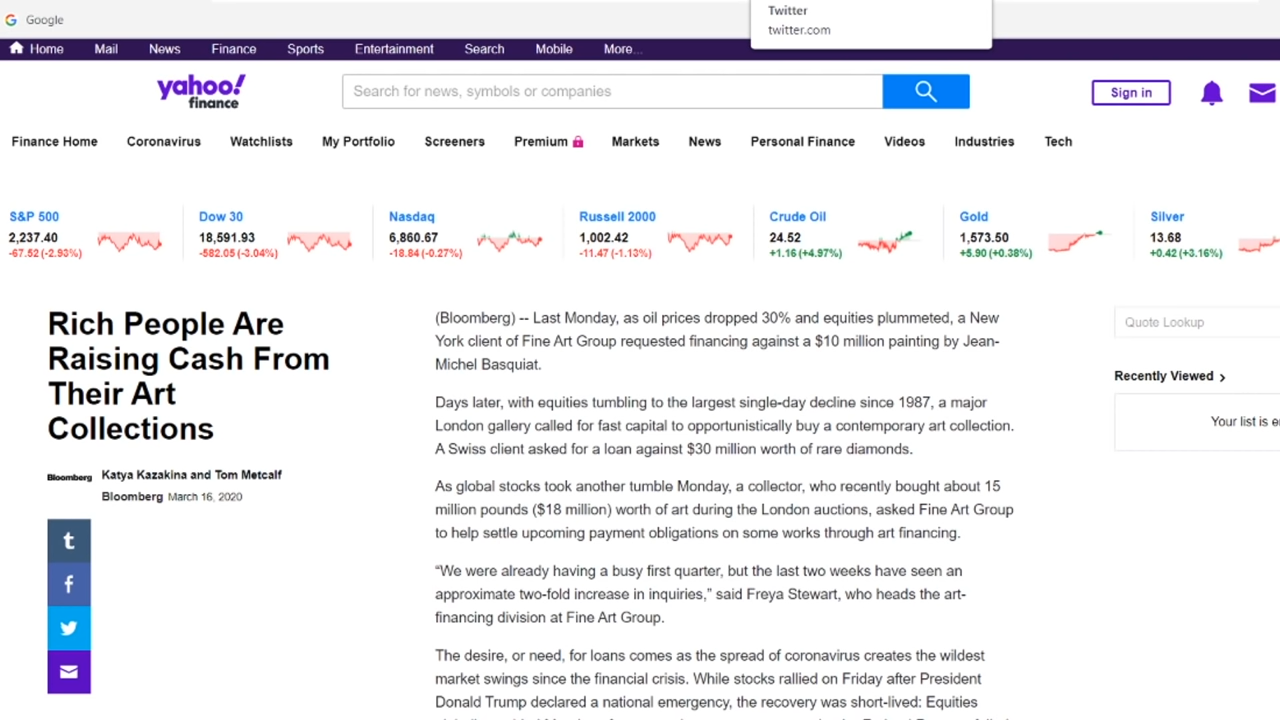 Twitter
Google
twitter.com
Home Mail News Finance Sports Entertainment Search Mobile More...
yahoo!
finance
Search for news, symbols or companies
Sign in
Finance Home Coronavirus Watchlists My Portfolio Screeners Premium Markets News Personal Finance Videos Industries Tech
S&P 500
2,237.40
-67.52 (-2.93%)
Dow 30
18,591.93
-582.05 (-3.04%)
Nasdaq
6,860.67
-18.84 (-0.27%)
Russell 2000
1,002.42
-11.47 (-1.13%)
Crude Oil
24.52
+1.16 (+4.97%)
Gold
1,573.50
+5.90 (+0.38%)
Silver
13.68
+0.42 (+3.16%)
Rich People Are
Raising Cash From
Their Art
Collections
Bloomberg
Katya Kazakina and Tom Metcalf
Bloomberg March 16, 2020
(Bloomberg) -- Last Monday, as oil prices dropped 30% and equities plummeted, a New
York client of Fine Art Group requested financing against a $10 million painting by Jean-
Michel Basquiat.
Days later, with equities tumbling to the largest single-day decline since 1987, a major
London gallery called for fast capital to opportunistically buy a contemporary art collection.
A Swiss client asked for a loan against $30 million worth of rare diamonds.
As global stocks took another tumble Monday, a collector, who recently bought about 15
million pounds ($18 million) worth of art during the London auctions, asked Fine Art Group
to help settle upcoming payment obligations on some works through art financing.
“We were already having a busy first quarter, but the last two weeks have seen an
approximate two-fold increase in inquiries,” said Freya Stewart, who heads the art-
financing division at Fine Art Group.
The desire, or need, for loans comes as the spread of coronavirus creates the wildest
market swings since the financial crisis. While stocks rallied on Friday after President
Donald Trump declared a national emergency, the recovery was short-lived: Equities
Quote Lookup
Recently Viewed
Your list is